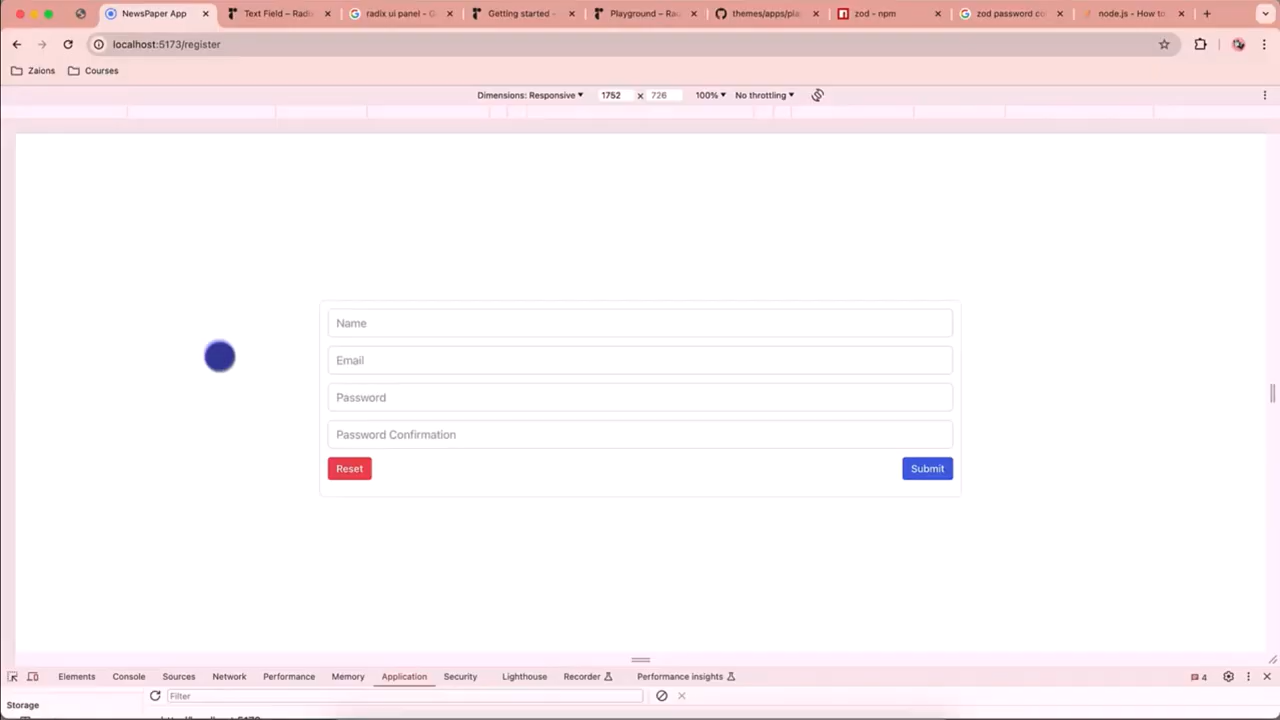 NewsPaper App
Text Field – Radix
radix ui panel - G
Getting started –
Playground – Ra
themes/apps/pla
zod - npm
zod password co
node.js - How to
localhost:5173/register
Zaions
Courses
Dimensions: Responsive
1752 x 726
100%
No throttling
Name
Email
Password
Password Confirmation
Reset
Submit
Elements
Console
Sources
Network
Performance
Memory
Application
Security
Lighthouse
Recorder
Performance insights
4
Filter
Storage